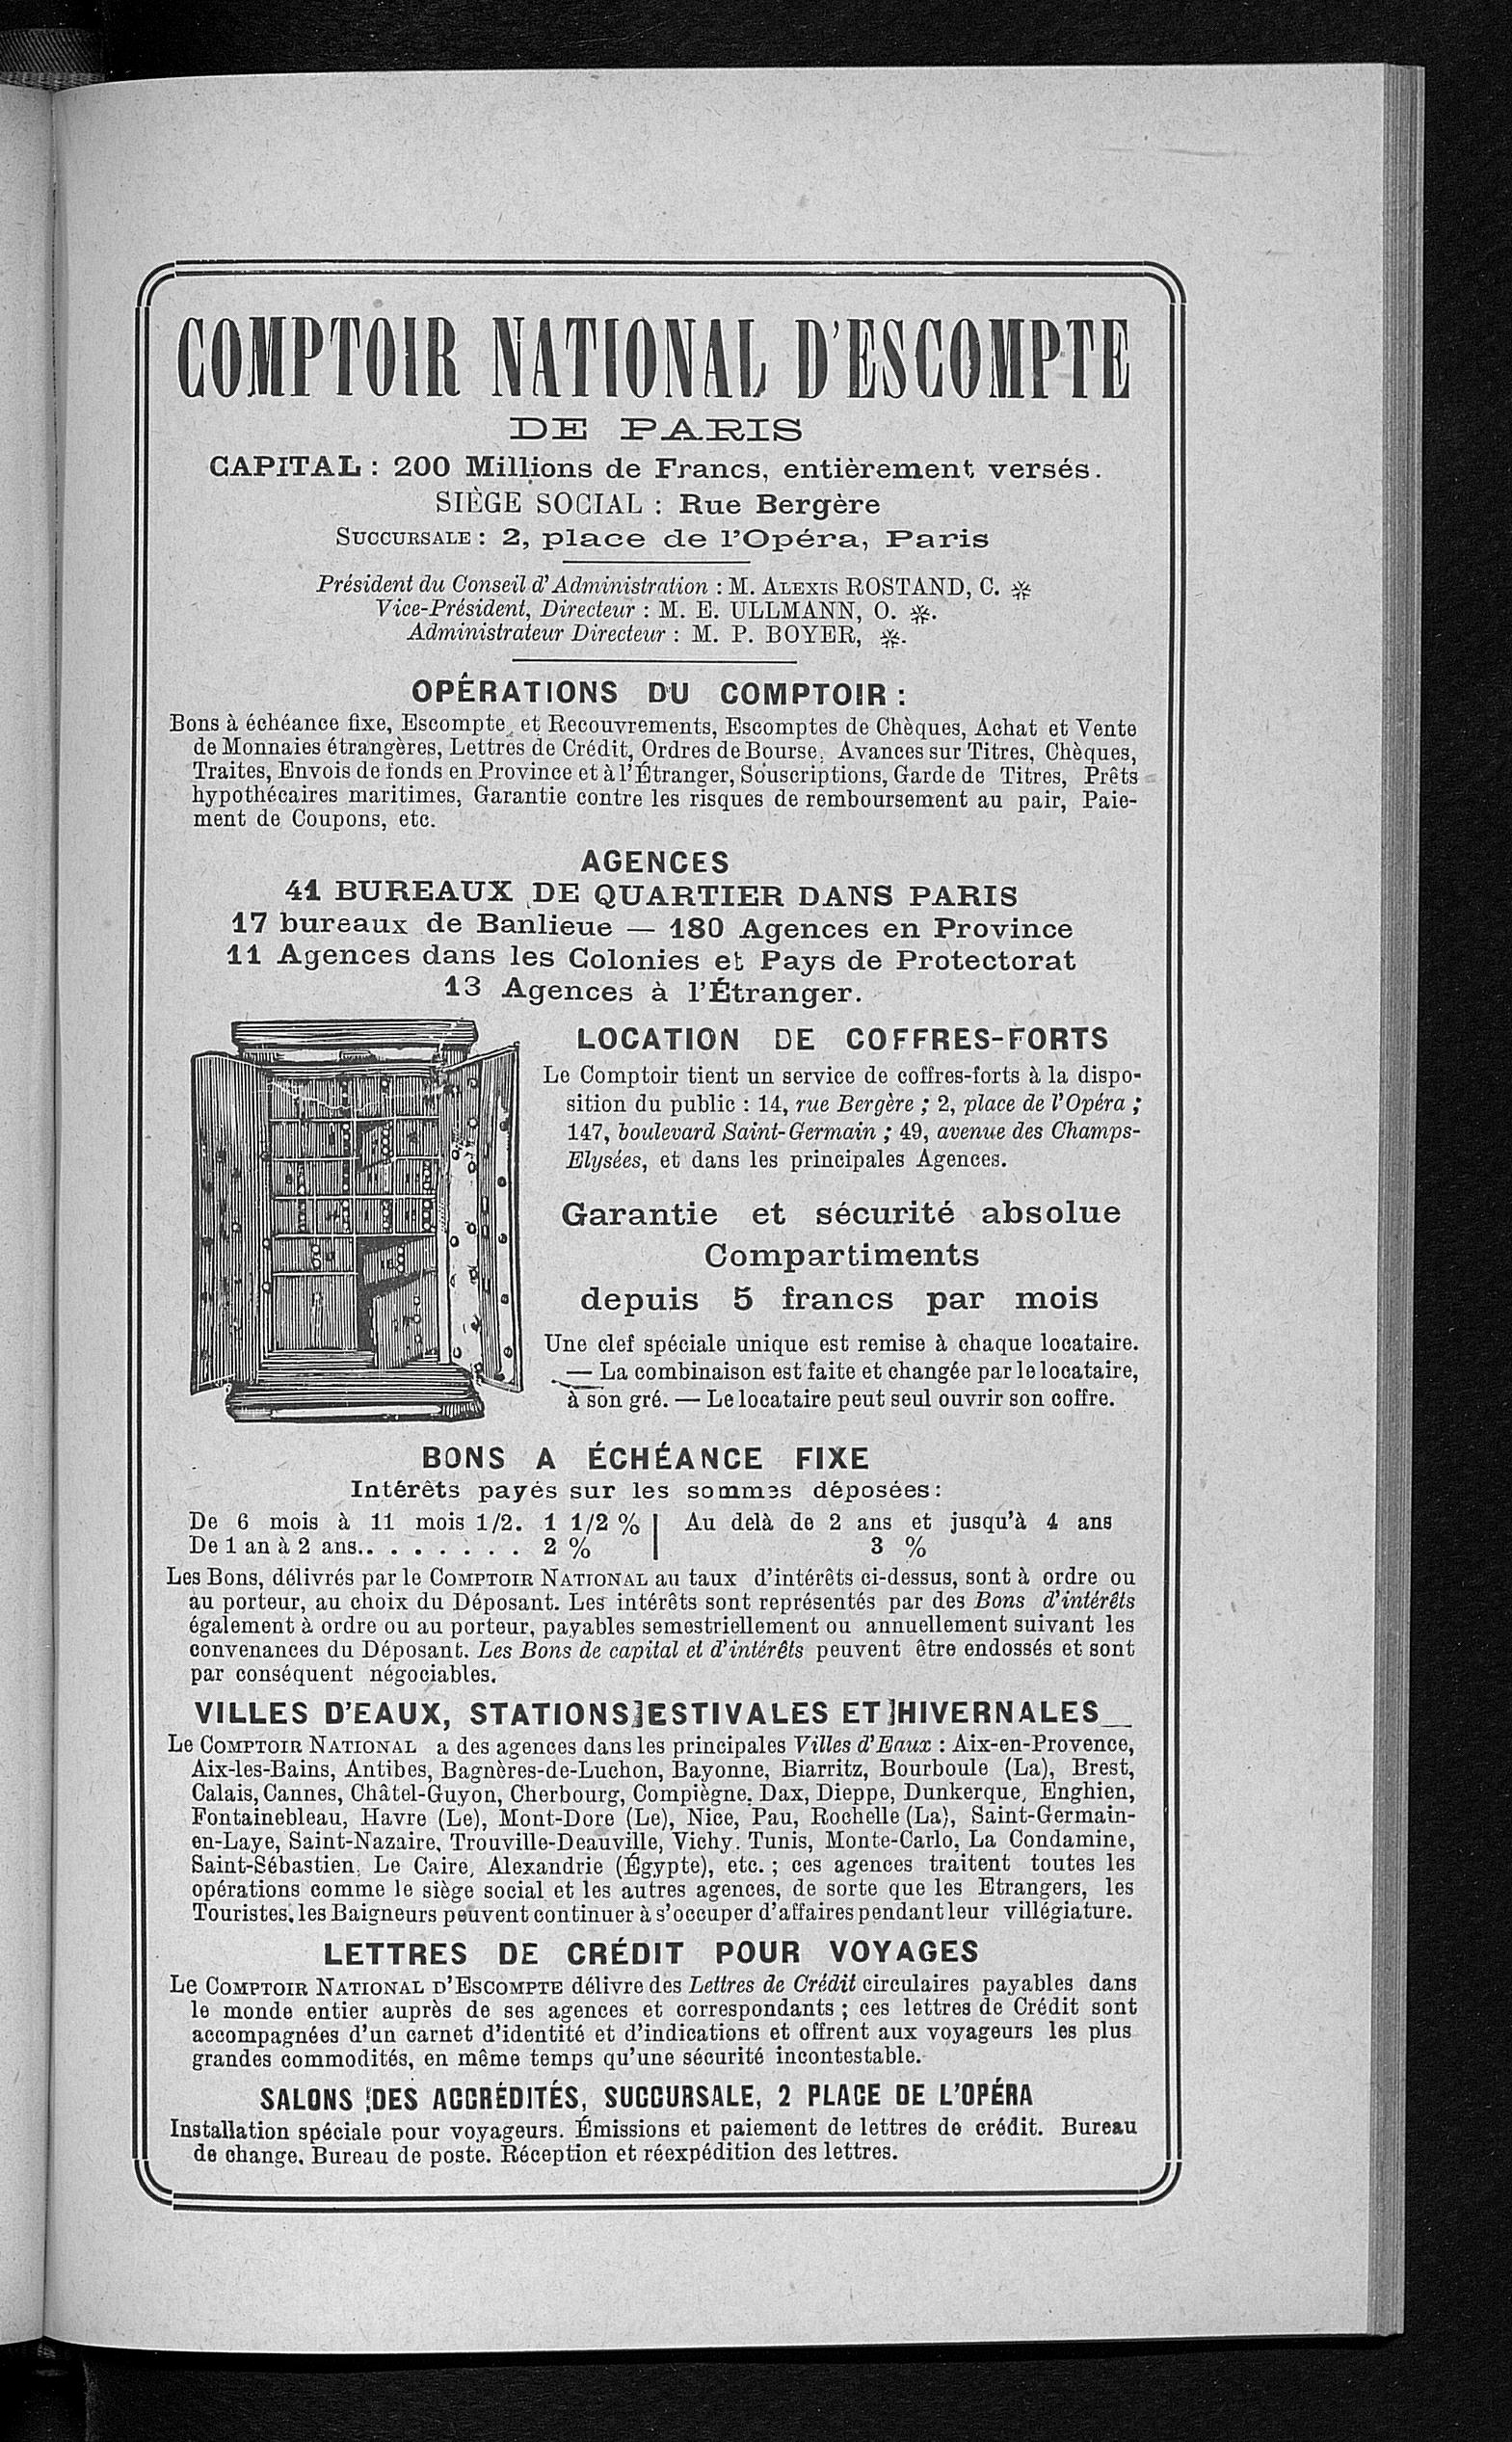 COMPTOIR NATIONAL D'ESCOMPTE
DE PARIS
CAPITAL : 200 Millions de Francs, entièrement versés.
SIÈGE SOCIAL : Rue Bergère
SUCCURSALE : 2, place de l'Opéra, Paris
Président du Conseil d'Administration : M. ALEXIS ROSTAND, C. ✲
Vice-Président, Directeur : M. E. ULLMANN, O. ✲.
Administrateur Directeur : M. P. BOYER, ✲.
OPÉRATIONS DU COMPTOIR :
Bons à échéance fixe, Escompte et Recouvrements, Escomptes de Chèques, Achat et Vente
de Monnaies étrangères, Lettres de Crédit, Ordres de Bourse, Avances sur Titres, Chèques,
Traites, Envois de fonds en Province et à l'Étranger, Souscriptions, Garde de Titres, Prêts
hypothécaires maritimes, Garantie contre les risques de remboursement au pair, Paie-
ment de Coupons, etc.
AGENCES
41 BUREAUX DE QUARTIER DANS PARIS
17 bureaux de Banlieue — 180 Agences en Province
11 Agences dans les Colonies et Pays de Protectorat
13 Agences à l'Étranger.
LOCATION DE COFFRES-FORTS
Le Comptoir tient un service de coffres-forts à la dispo-
sition du public : 14, rue Bergère ; 2, place de l'Opéra ;
147, boulevard Saint-Germain ; 49, avenue des Champs-
Elysées, et dans les principales Agences.
Garantie et sécurité absolue
Compartiments
depuis 5 francs par mois
Une clef spéciale unique est remise à chaque locataire.
— La combinaison est faite et changée par le locataire,
à son gré. — Le locataire peut seul ouvrir son coffre.
BONS A ÉCHÉANCE FIXE
Intérêts payés sur les sommes déposées :
De 6 mois à 11 mois 1/2. 1 1/2 % | Au delà de 2 ans et jusqu'à 4 ans
De 1 an à 2 ans.. . . . . . . . 2 % | 3 %
Les Bons, délivrés par le COMPTOIR NATIONAL au taux d'intérêts ci-dessus, sont à ordre ou
au porteur, au choix du Déposant. Les intérêts sont représentés par des Bons d'intérêts
également à ordre ou au porteur, payables semestriellement ou annuellement suivant les
convenances du Déposant. Les Bons de capital et d'intérêts peuvent être endossés et sont
par conséquent négociables.
VILLES D'EAUX, STATIONS]ESTIVALES ET]HIVERNALES
Le COMPTOIR NATIONAL a des agences dans les principales Villes d'Eaux : Aix-en-Provence,
Aix-les-Bains, Antibes, Bagnères-de-Luchon, Bayonne, Biarritz, Bourboule (La), Brest,
Calais, Cannes, Châtel-Guyon, Cherbourg, Compiègne, Dax, Dieppe, Dunkerque, Enghien,
Fontainebleau, Havre (Le), Mont-Dore (Le), Nice, Pau, Rochelle (La), Saint-Germain-
en-Laye, Saint-Nazaire, Trouville-Deauville, Vichy. Tunis, Monte-Carlo, La Condamine,
Saint-Sébastien, Le Caire, Alexandrie (Égypte), etc. ; ces agences traitent toutes les
opérations comme le siège social et les autres agences, de sorte que les Etrangers, les
Touristes, les Baigneurs peuvent continuer à s'occuper d'affaires pendant leur villégiature.
LETTRES DE CRÉDIT POUR VOYAGES
Le COMPTOIR NATIONAL D'ESCOMPTE délivre des Lettres de Crédit circulaires payables dans
le monde entier auprès de ses agences et correspondants ; ces lettres de Crédit sont
accompagnées d'un carnet d'identité et d'indications et offrent aux voyageurs les plus
grandes commodités, en même temps qu'une sécurité incontestable.
SALONS DES ACCRÉDITÉS, SUCCURSALE, 2 PLACE DE L'OPÉRA
Installation spéciale pour voyageurs. Émissions et paiement de lettres de crédit. Bureau
de change. Bureau de poste. Réception et réexpédition des lettres.